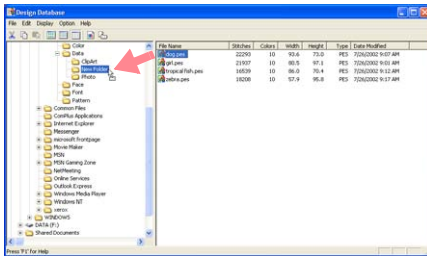 Design Database
File Edit Display Option Help
Color
Data
ClipArt
New Folder
Photo
Face
Font
Pattern
Common Files
ComPlus Applications
Internet Explorer
Messenger
microsoft frontpage
Movie Maker
MSN
MSN Gaming Zone
NetMeeting
Online Services
Outlook Express
Windows Media Player
Windows NT
xerox
WINDOWS
DATA (F:)
Shared Documents
File Name Stitches Colors Width Height Type Date Modified
dog.pes 22293 10 93.6 73.0 PES 7/26/2002 9:07 AM
girl.pes 21937 10 80.5 97.1 PES 7/26/2002 9:01 AM
tropical fish.pes 16539 10 86.0 70.4 PES 7/26/2002 9:12 AM
zebra.pes 18208 10 57.9 95.8 PES 7/26/2002 9:17 AM
Press 'F1' for Help